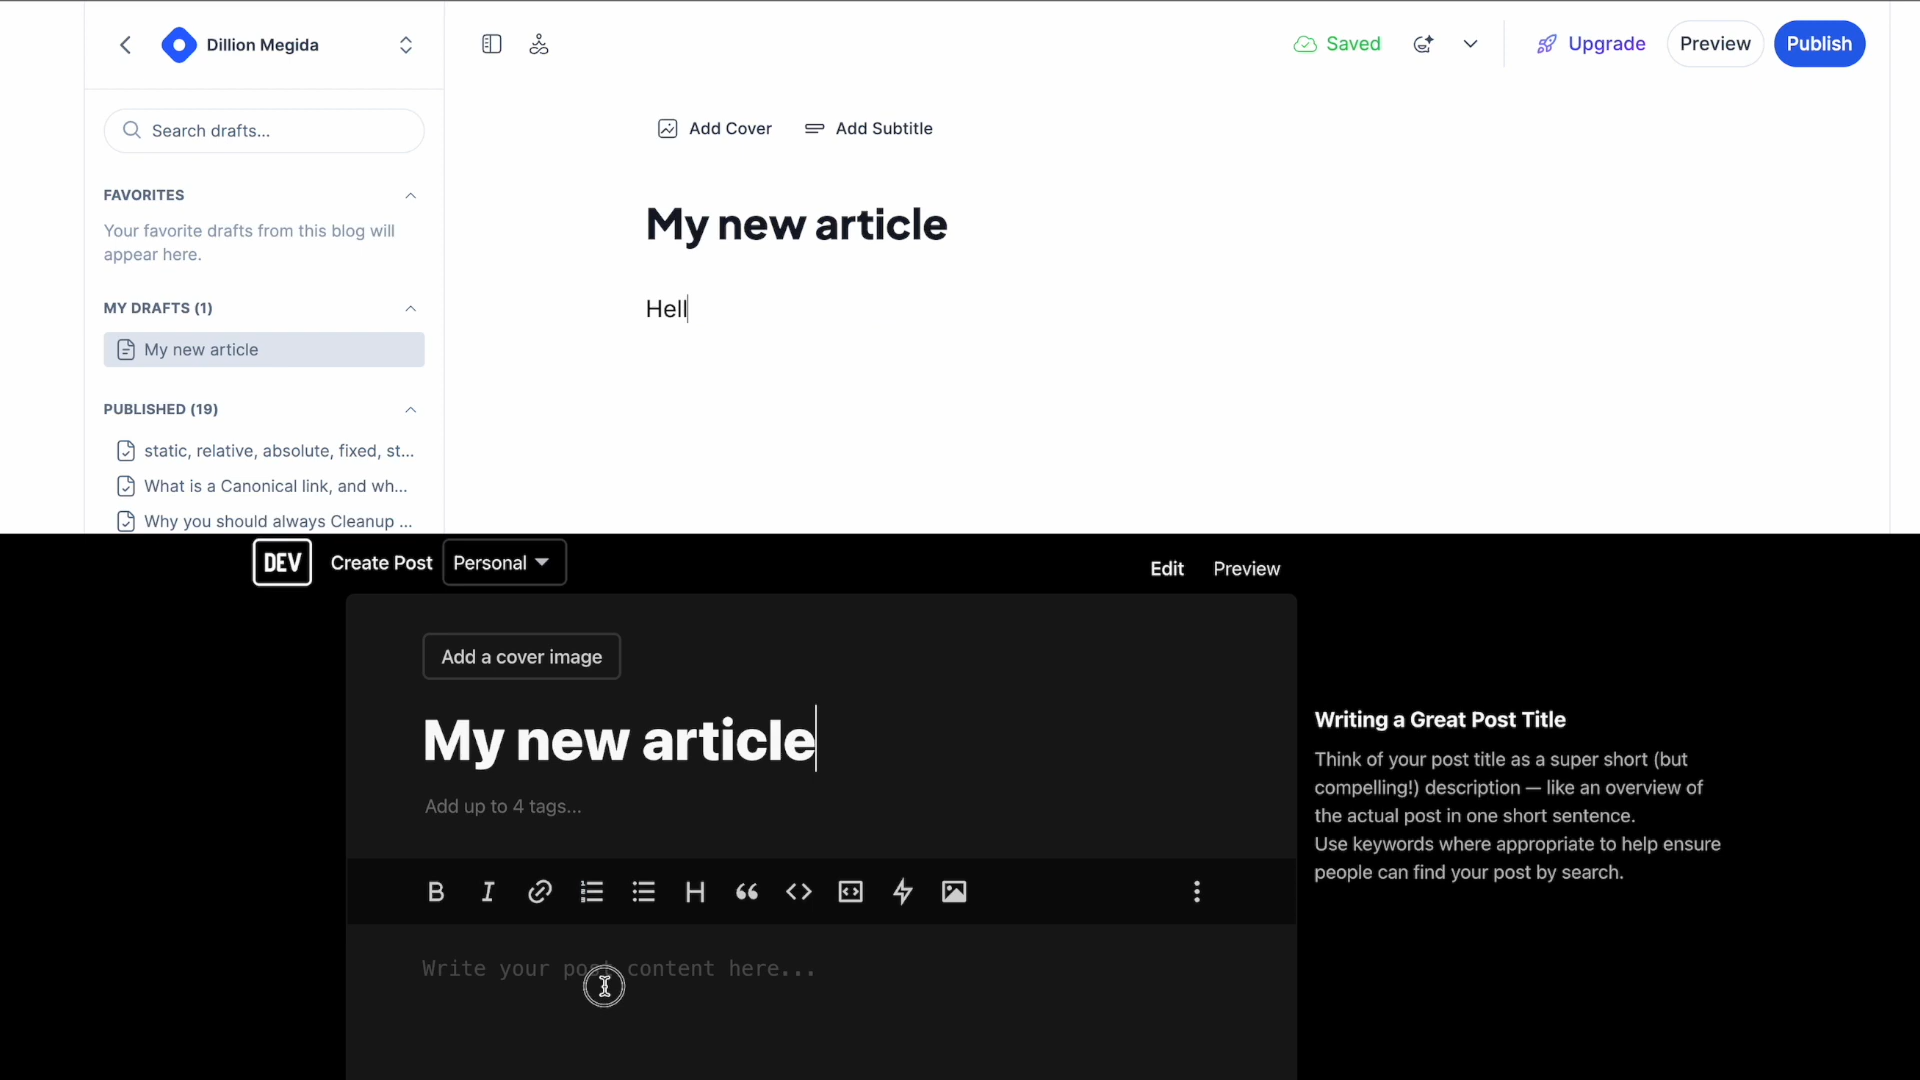 Dillion Megida
Saved
Upgrade
Preview
Publish
Search drafts...
Add Cover
Add Subtitle
FAVORITES
Your favorite drafts from this blog will
appear here.
My new article
MY DRAFTS (1)
Hell
My new article
PUBLISHED (19)
static, relative, absolute, fixed, st...
What is a Canonical link, and wh...
Why you should always Cleanup ...
DEV
Create Post
Personal
Edit
Preview
Add a cover image
My new article
Add up to 4 tags...
Writing a Great Post Title
Think of your post title as a super short (but
compelling!) description — like an overview of
the actual post in one short sentence.
Use keywords where appropriate to help ensure
people can find your post by search.
Write your post content here...